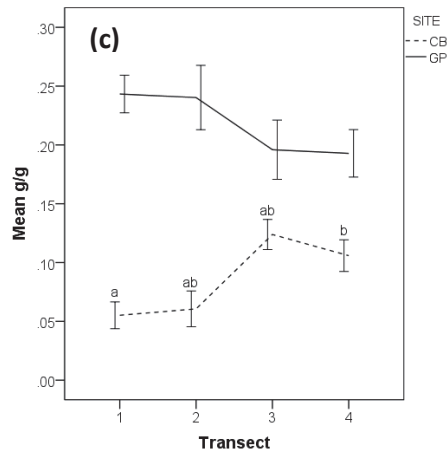 (c)
SITE
CB
GP
.30
.25
.20
.15
.10
.05
.00
Mean g/g
a
ab
ab
b
1 2 3 4
Transect